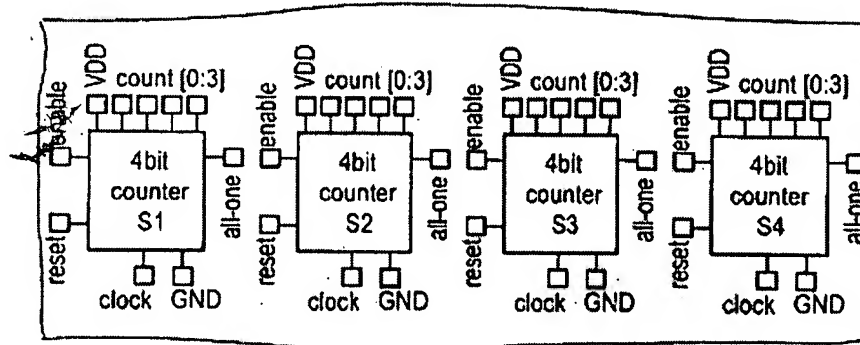 VDD count [0:3] VDD count [0:3] VDD count [0:3] VDD count [0:3]
enable enable enable enable
4bit 4bit 4bit 4bit
counter counter counter counter
S1 S2 S3 S4
all-one all-one all-one all-one
reset reset reset reset
clock GND clock GND clock GND clock GND